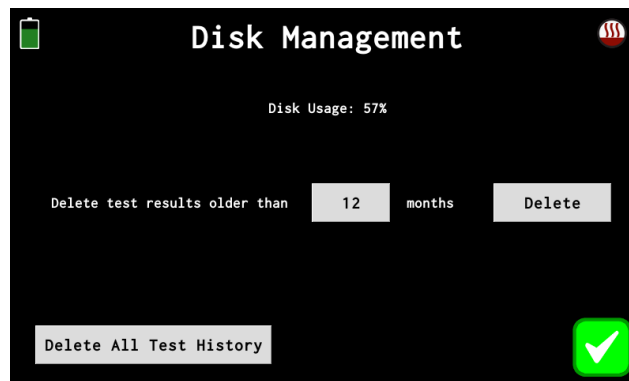 Disk Management
Disk Usage: 57%
Delete test results older than 12 months Delete
Delete All Test History